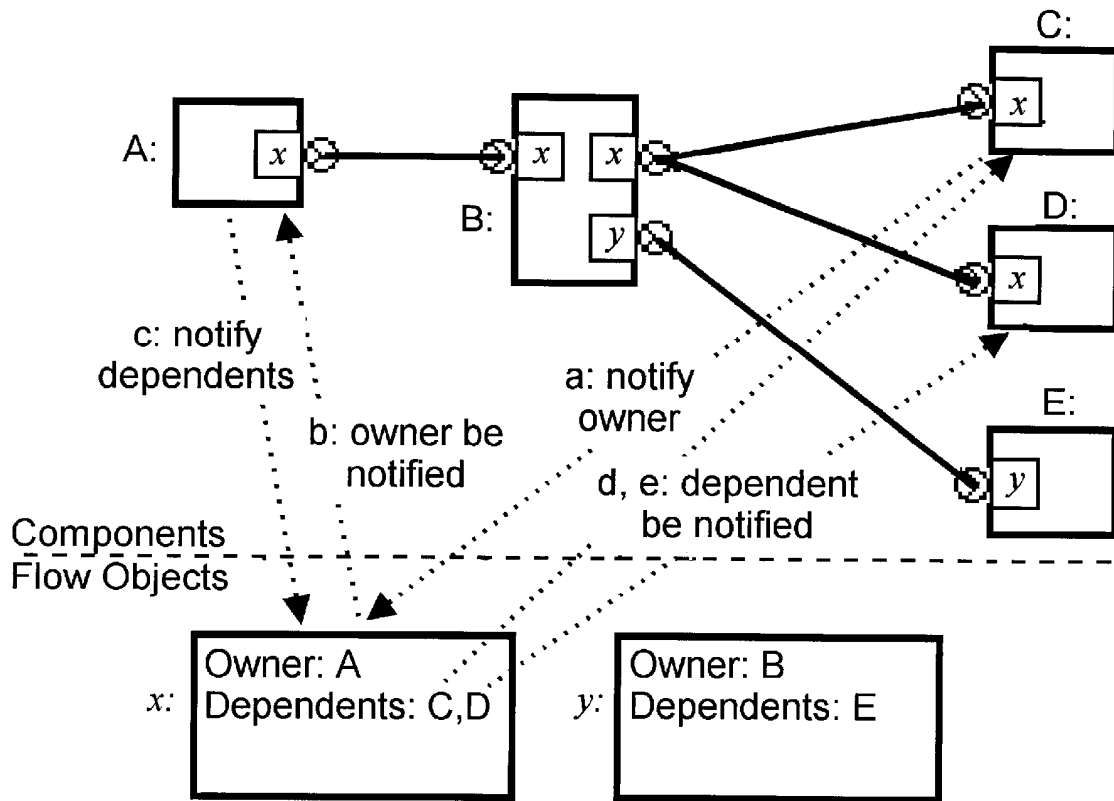 C:
x
A:
x
x
x
B:
y
D:
x
c: notify
dependents
a: notify
owner
b: owner be
notified
E:
d, e: dependent
be notified
y
Components
Flow Objects
x:
Owner: A
Dependents: C,D
y:
Owner: B
Dependents: E